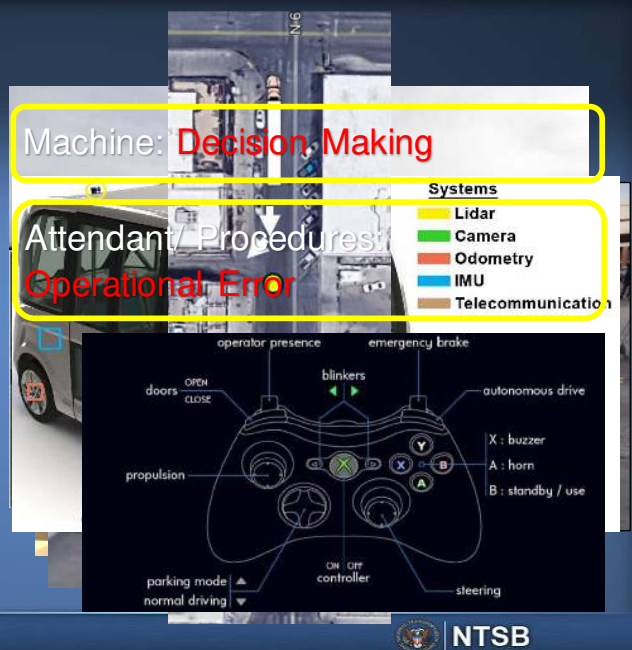 N-6
Machine: Decision Making
Systems
Lidar
Camera
Odometry
IMU
Telecommunication
Attendant/ Procedures:
Operational Error
operator presence
emergency brake
blinkers
doors OPEN
CLOSE
autonomous drive
Y
X
B
A
X : buzzer
A : horn
B : standby / use
propulsion
ON OFF
controller
parking mode
normal driving
steering
NTSB